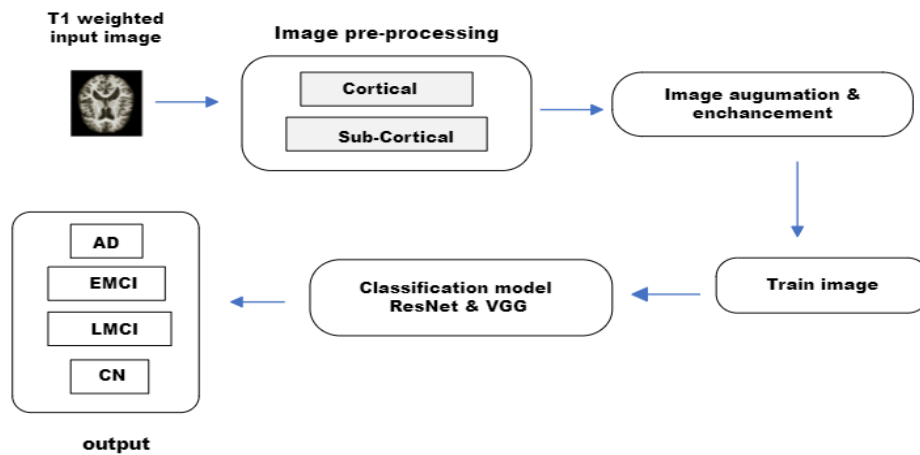 T1 weighted
input image
Image pre-processing
Cortical
Sub-Cortical
Image augumation &
enchancement
Train image
Classification model
ResNet & VGG
AD
EMCI
LMCI
CN
output